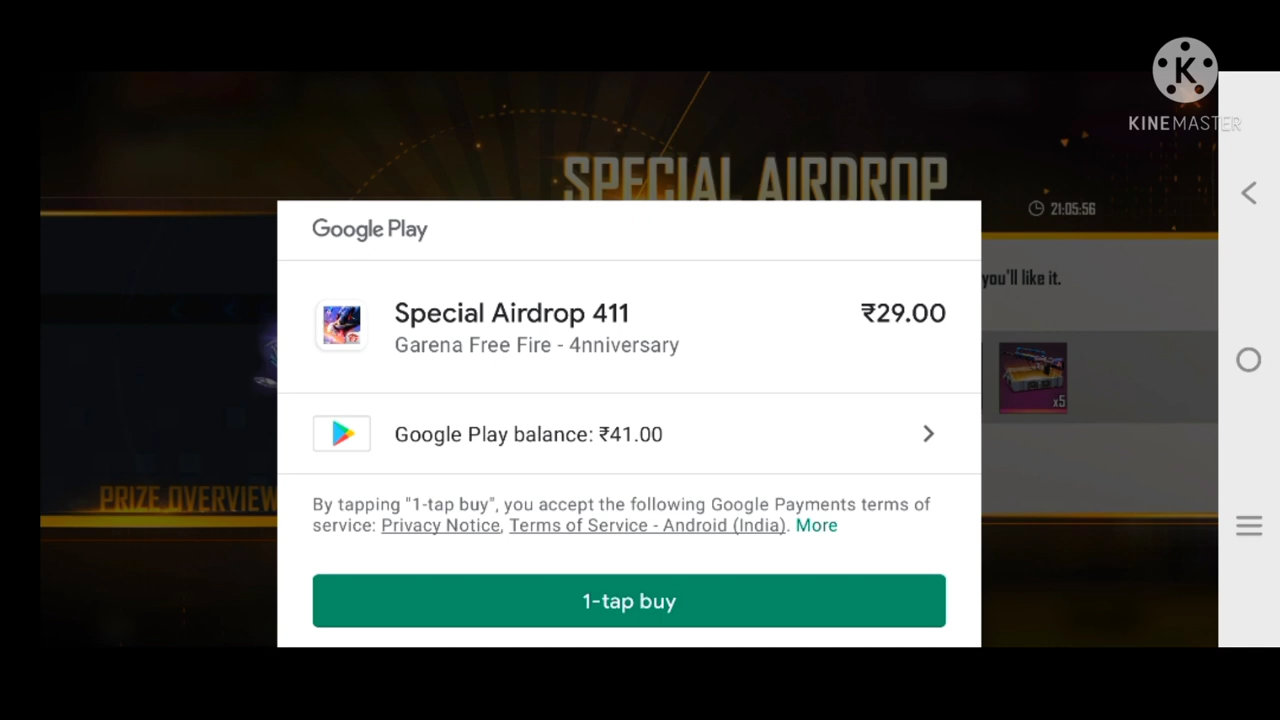 KINEMASTER
SPECIAL AIRDROP
21:05:56
Google Play
you'll like it.
Special Airdrop 411
₹29.00
Garena Free Fire - 4nniversary
x5
Google Play balance: ₹41.00
PRIZE OVERVIEW
By tapping "1-tap buy", you accept the following Google Payments terms of
service: Privacy Notice, Terms of Service - Android (India). More
1-tap buy